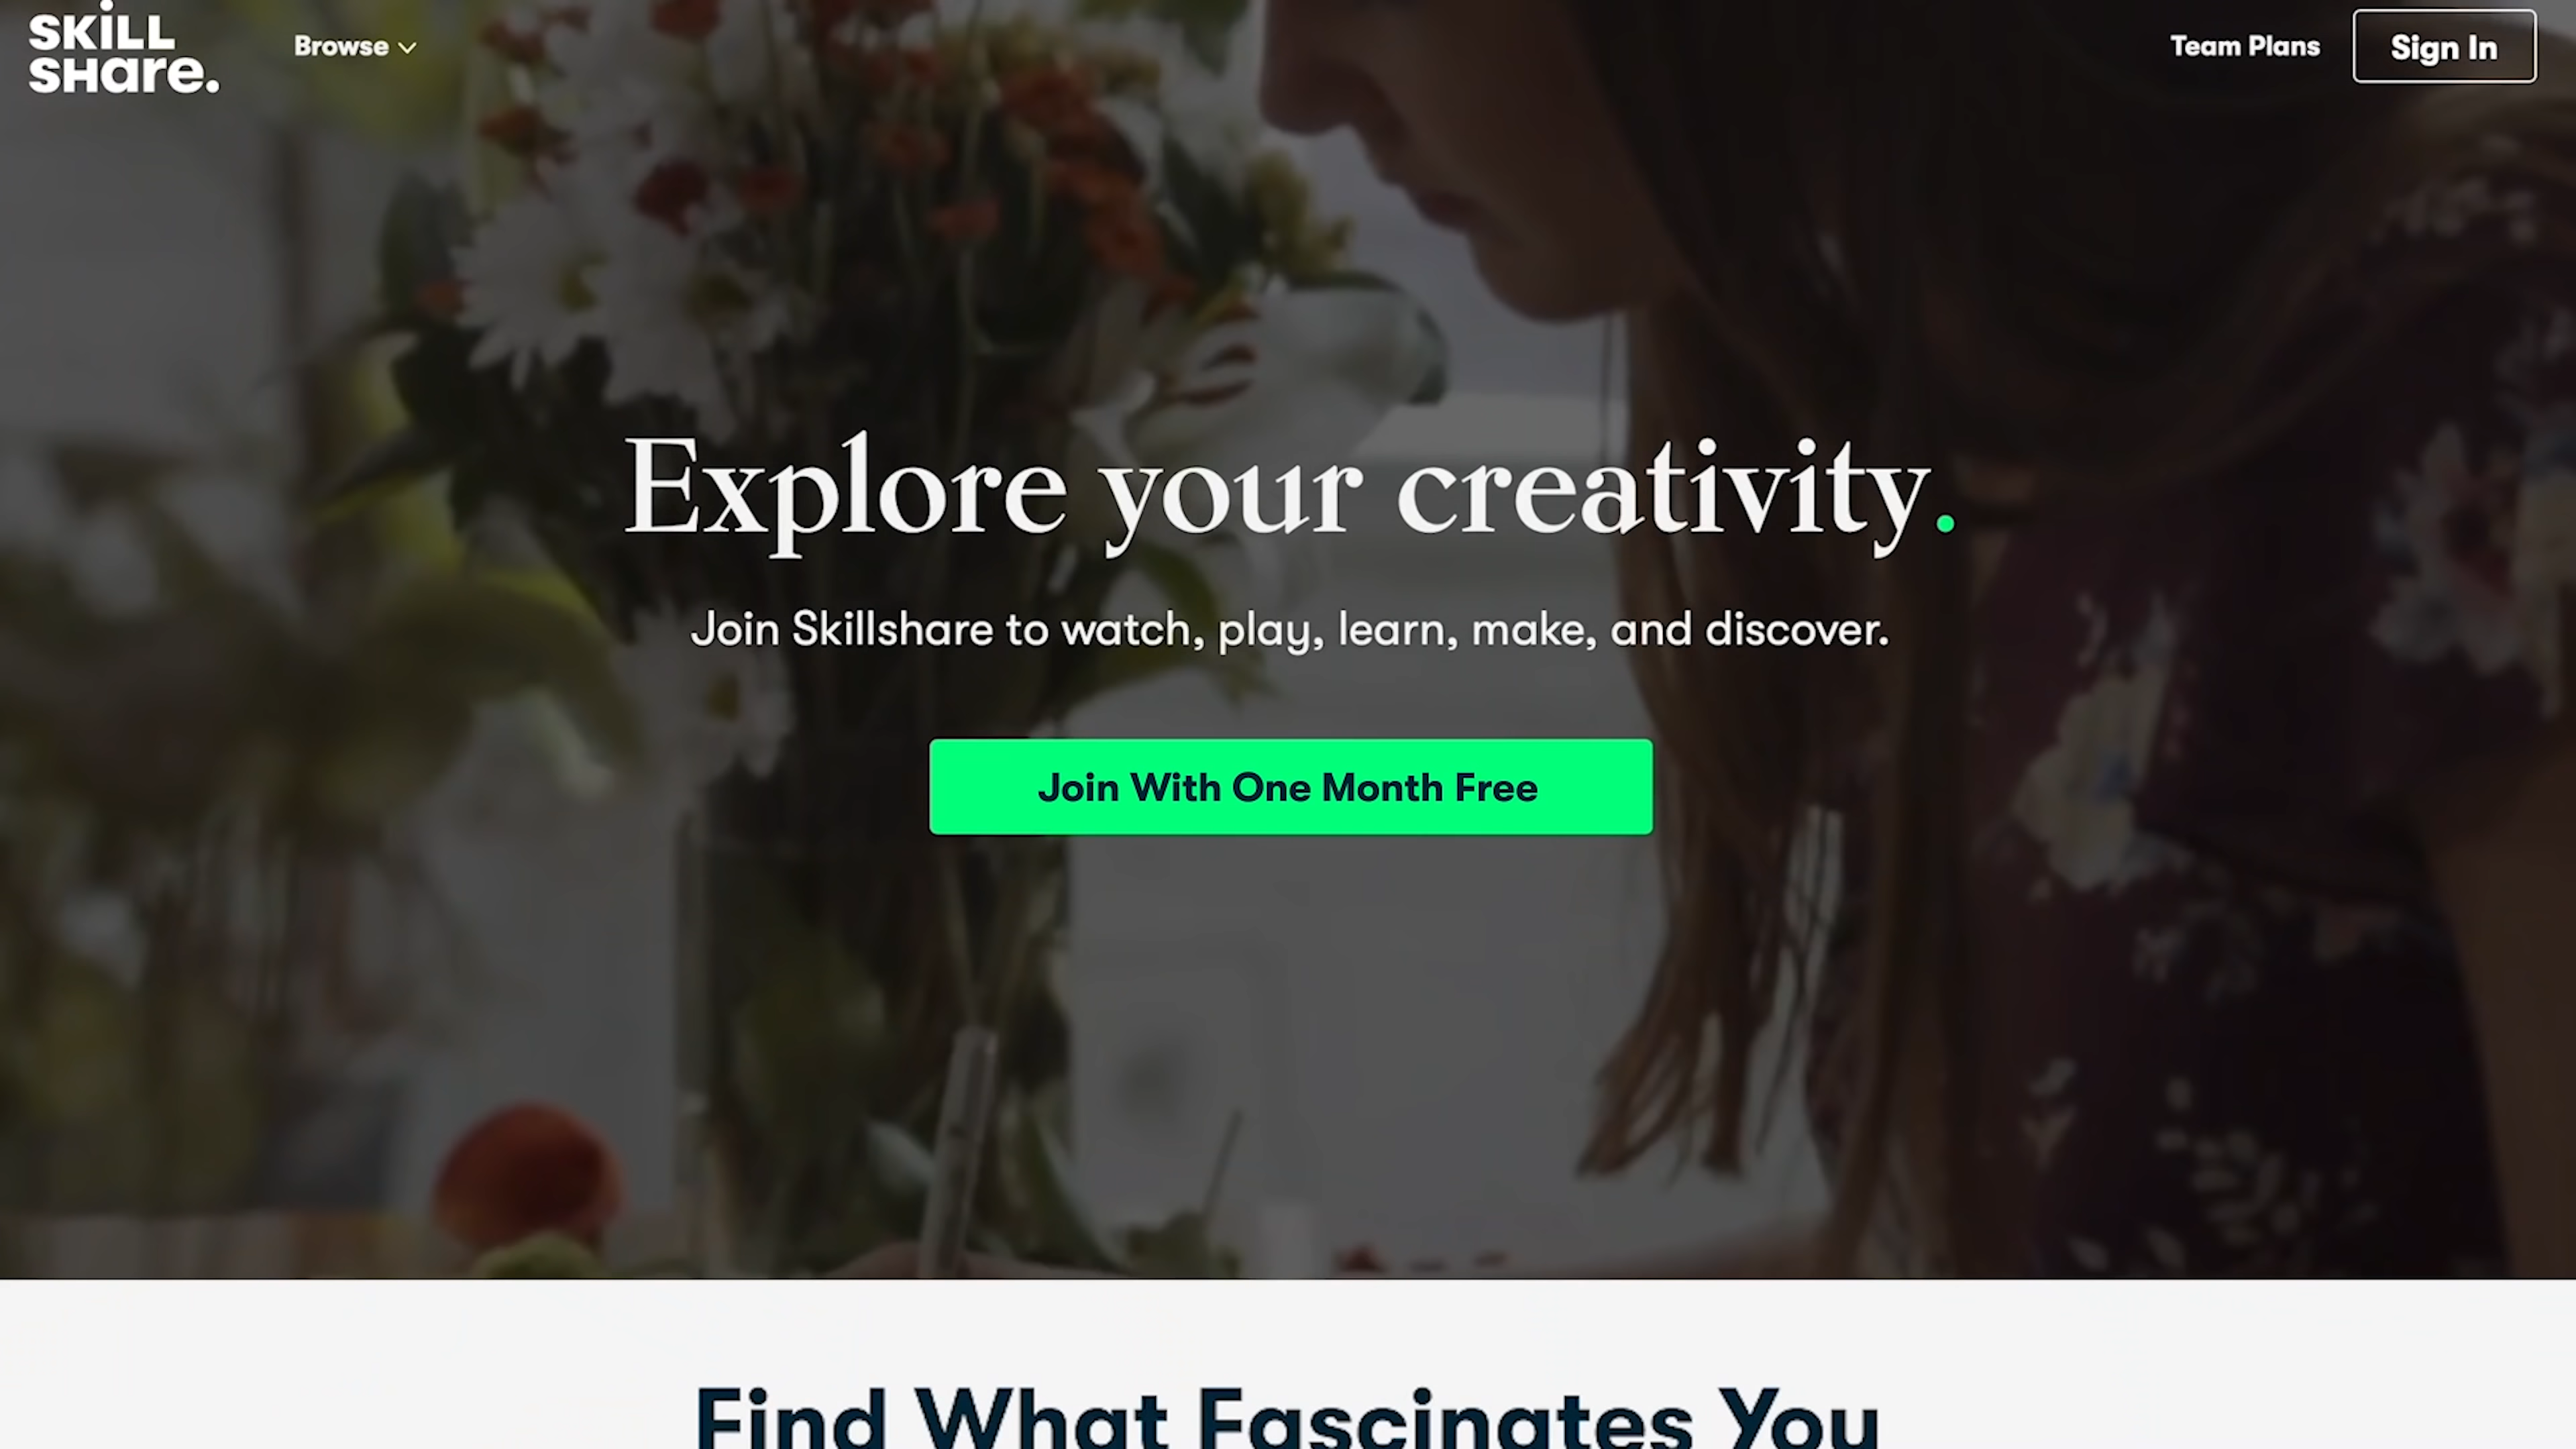 SKILL
SHare.
Browse
Team Plans
Sign In
Explore your creativity.
Join Skillshare to watch, play, learn, make, and discover.
Join With One Month Free
Find What Fascinates You